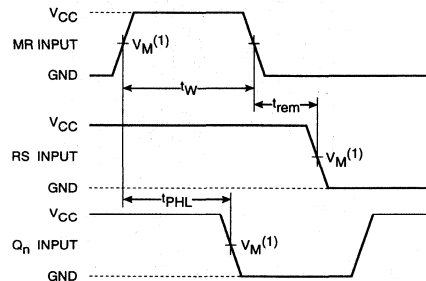 VCC
MR INPUT VM(1)
GND
tW
trem
VCC
RS INPUT VM(1)
GND
VCC
tPHL
Qn INPUT VM(1)
GND